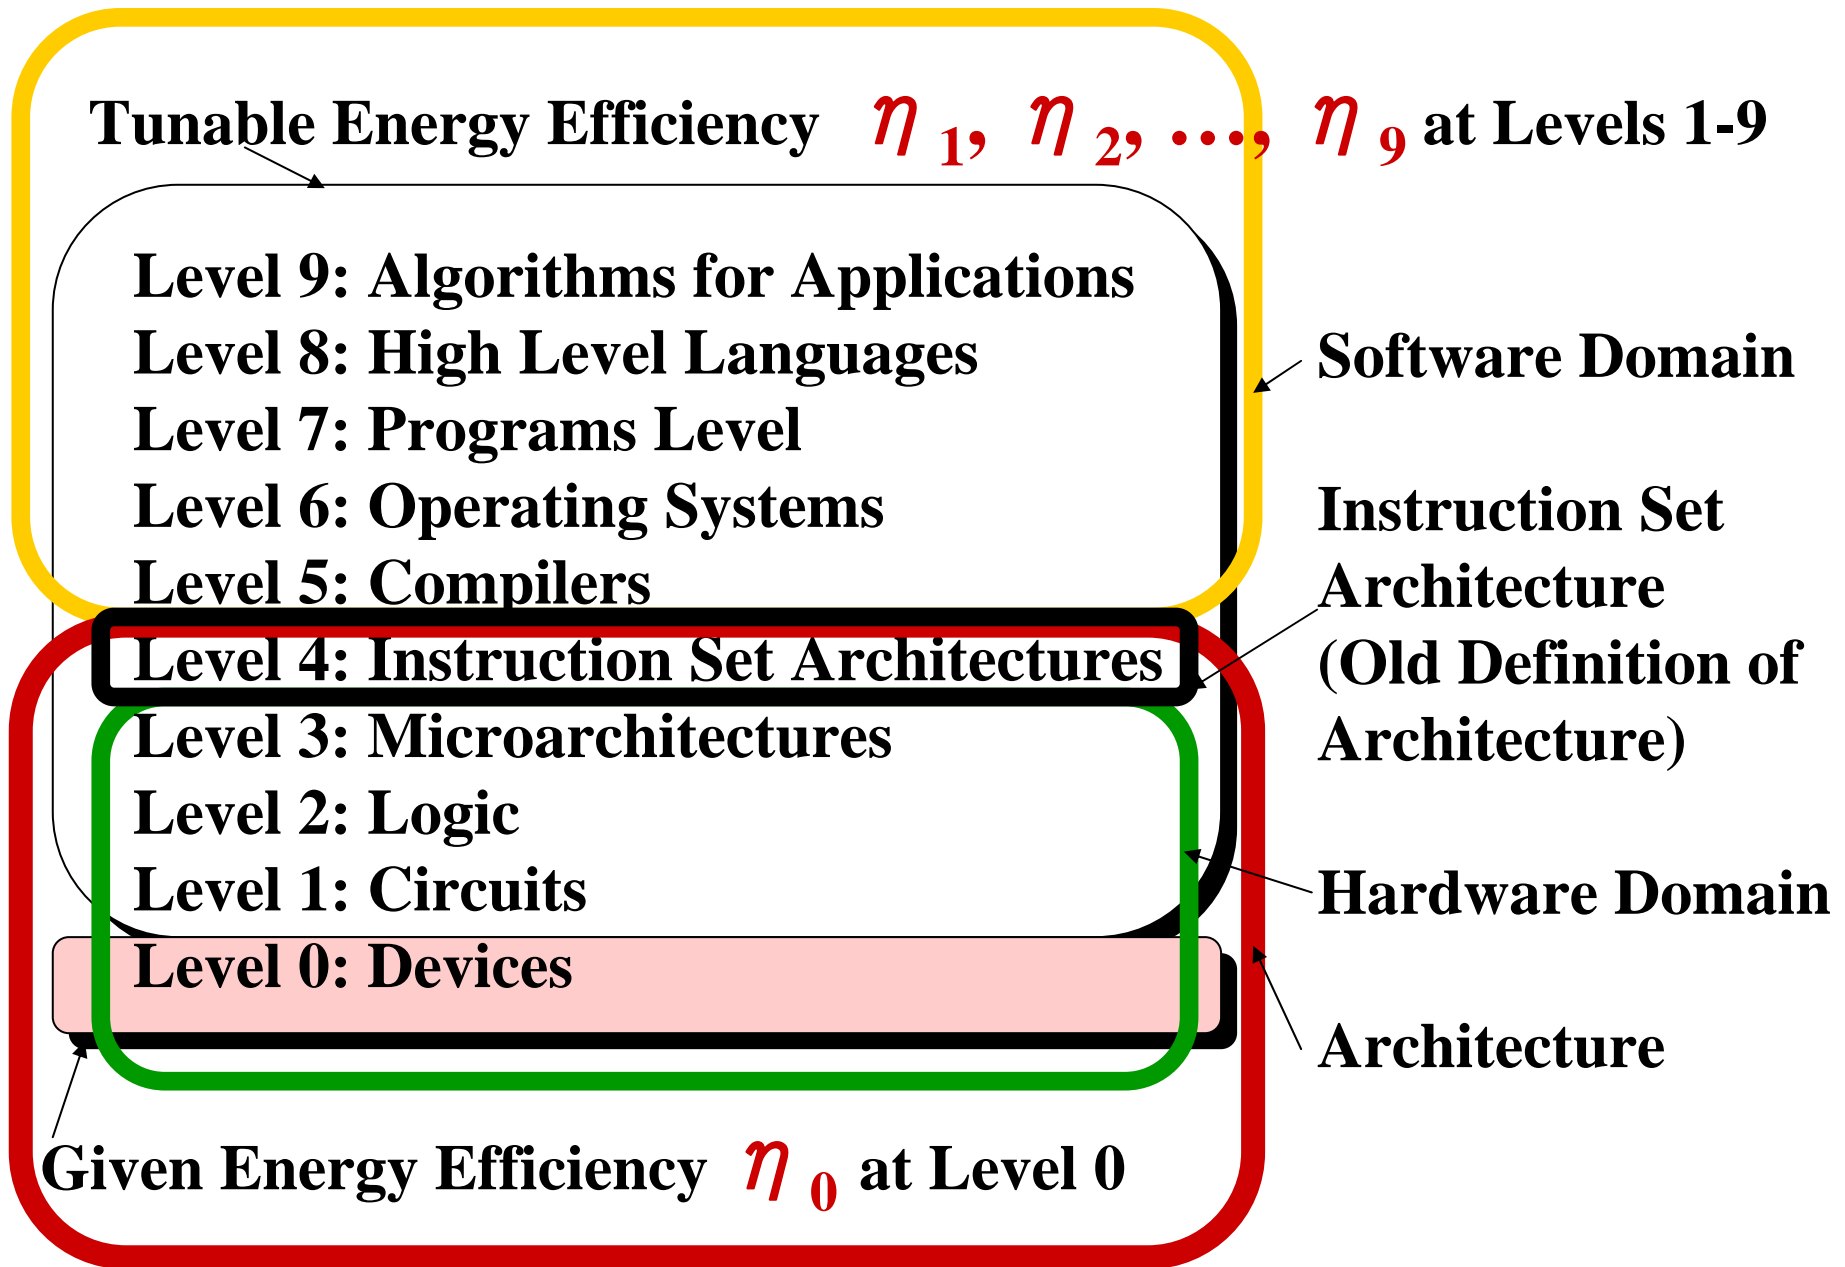 Tunable Energy Efficiency η 1, η 2, ..., η 9 at Levels 1-9
Level 9: Algorithms for Applications
Level 8: High Level Languages
Level 7: Programs Level
Level 6: Operating Systems
Level 5: Compilers
Level 4: Instruction Set Architectures
Level 3: Microarchitectures
Level 2: Logic
Level 1: Circuits
Level 0: Devices
Given Energy Efficiency η 0 at Level 0
Software Domain
Instruction Set
Architecture
(Old Definition of
Architecture)
Hardware Domain
Architecture